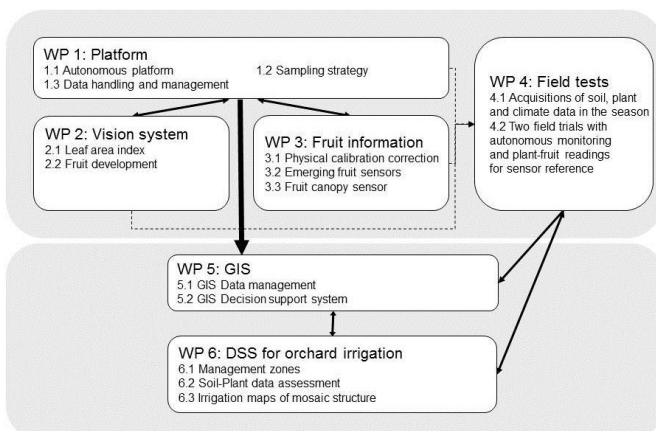 WP 1: Platform
1.1 Autonomous platform
1.2 Sampling strategy
1.3 Data handling and management
WP 2: Vision system
2.1 Leaf area index
2.2 Fruit development
WP 3: Fruit information
3.1 Physical calibration correction
3.2 Emerging fruit sensors
3.3 Fruit canopy sensor
WP 4: Field tests
4.1 Acquisitions of soil, plant
and climate data in the season
4.2 Two field trials with
autonomous monitoring
and plant-fruit readings
for sensor reference
WP 5: GIS
5.1 GIS Data management
5.2 GIS Decision support system
WP 6: DSS for orchard irrigation
6.1 Management zones
6.2 Soil-Plant data assessment
6.3 Irrigation maps of mosaic structure